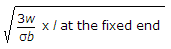 √(3w/σb) x l at the fixed end